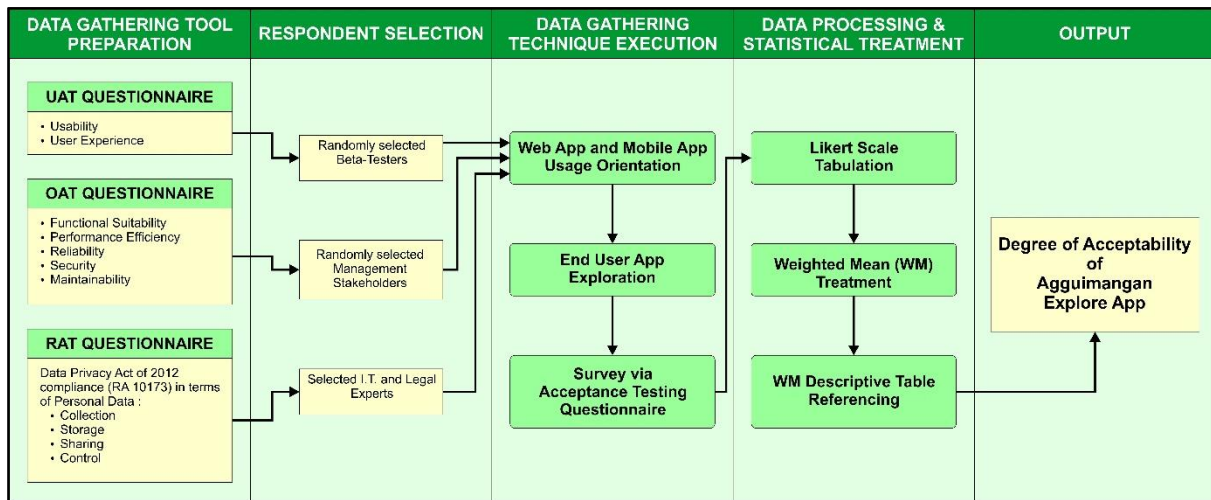 DATA GATHERING TOOL
PREPARATION
RESPONDENT SELECTION
DATA GATHERING
TECHNIQUE EXECUTION
DATA PROCESSING &
STATISTICAL TREATMENT
OUTPUT
UAT QUESTIONNAIRE
• Usability
• User Experience
OAT QUESTIONNAIRE
• Functional Suitability
• Performance Efficiency
• Reliability
• Security
• Maintainability
RAT QUESTIONNAIRE
Data Privacy Act of 2012
compliance (RA 10173) in terms
of Personal Data :
• Collection
• Storage
• Sharing
• Control
Randomly selected
Beta-Testers
Randomly selected
Management
Stakeholders
Selected I.T. and Legal
Experts
Web App and Mobile App
Usage Orientation
End User App
Exploration
Survey via
Acceptance Testing
Questionnaire
Likert Scale
Tabulation
Weighted Mean (WM)
Treatment
WM Descriptive Table
Referencing
Degree of Acceptability
of
Agguimangan
Explore App